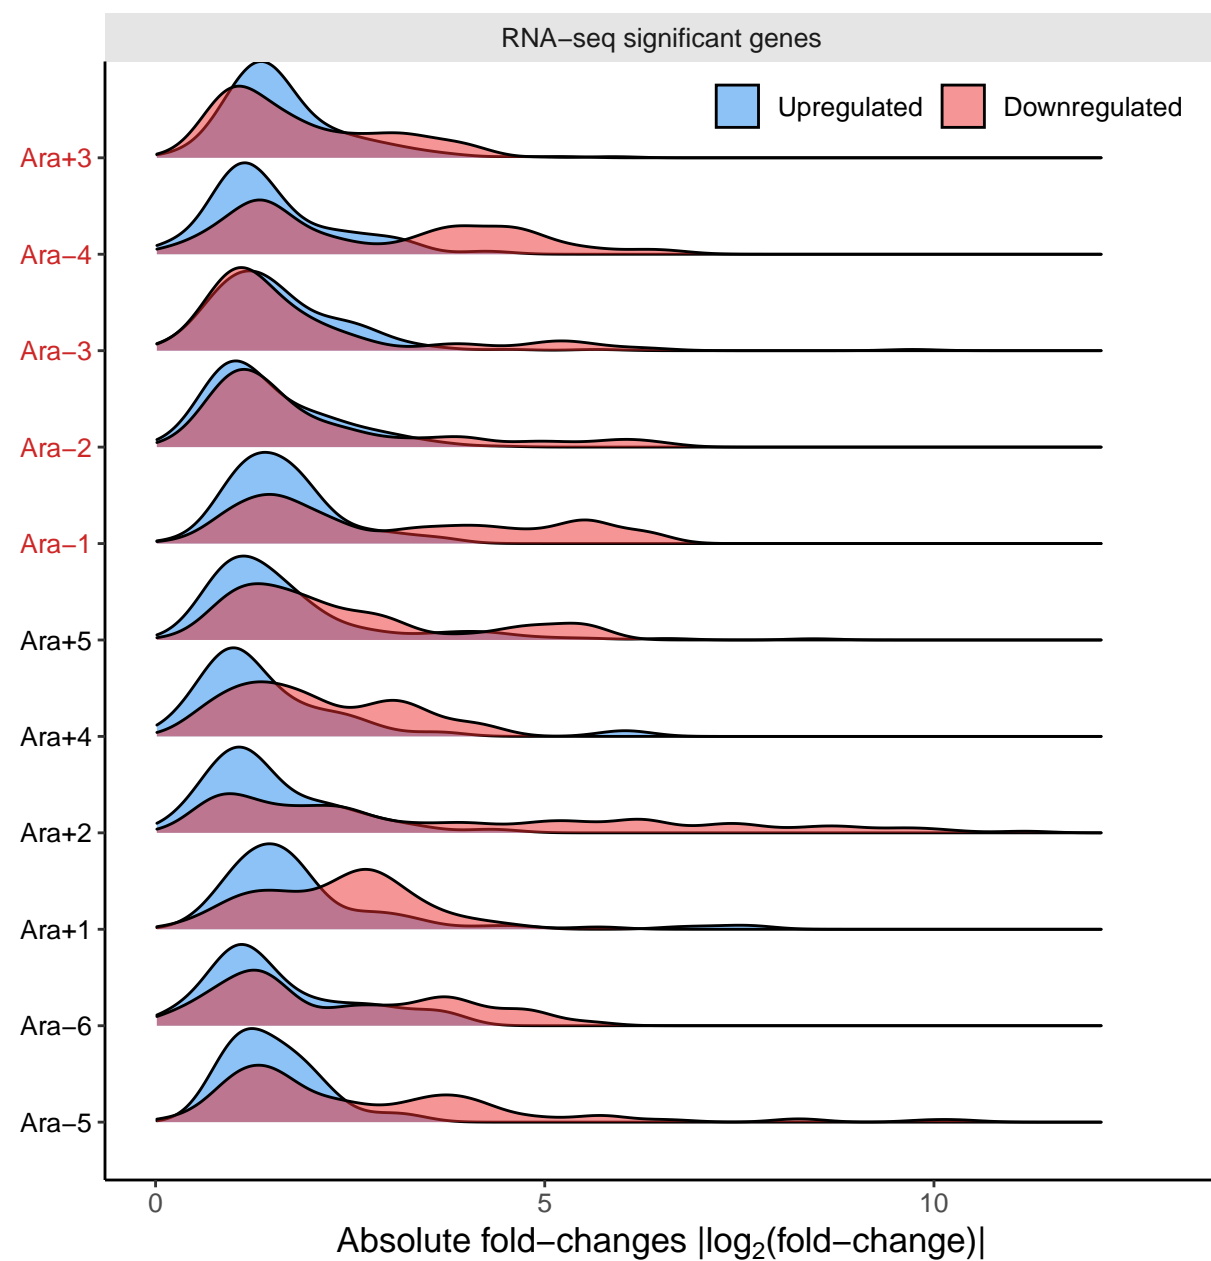 RNA−seq significant genes
Upregulated Downregulated
Ara+3
Ara−4
Ara−3
Ara−2
Ara−1
Ara+5
Ara+4
Ara+2
Ara+1
Ara−6
Ara−5
0 5 10
Absolute fold−changes |log₂(fold−change)|